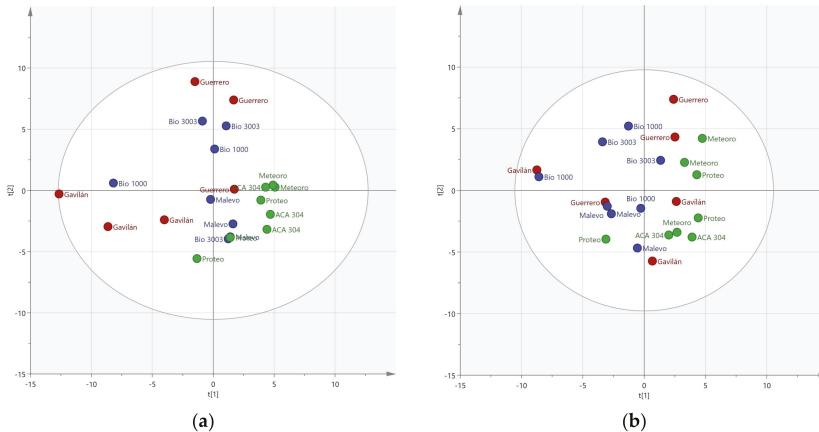 15
10
5
0
-5
-10
-15
t[2]
-15
-10
-5
0
5
10
t[1]
Guerrero
Guerrero
Bio 3003
Bio 3003
Bio 1000
Bio 1000
Meteoro
Guerrero
ACA 304
Meteoro
Gavilán
Malevo
Proteo
ACA 304
Gavilán
Gavilán
Malevo
ACA 304
Bio 3003
Malevo
Proteo
(a)
15
10
5
0
-5
-10
-15
t[2]
-15
-10
-5
0
5
10
t[1]
Guerrero
Bio 1000
Guerrero
Meteoro
Bio 3003
Bio 3003
Meteoro
Gavilán
Bio 1000
Proteo
Guerrero
Bio 1000
Gavilán
Malevo
Malevo
Proteo
Meteoro
Proteo
ACA 304
ACA 304
Malevo
Gavilán
(b)